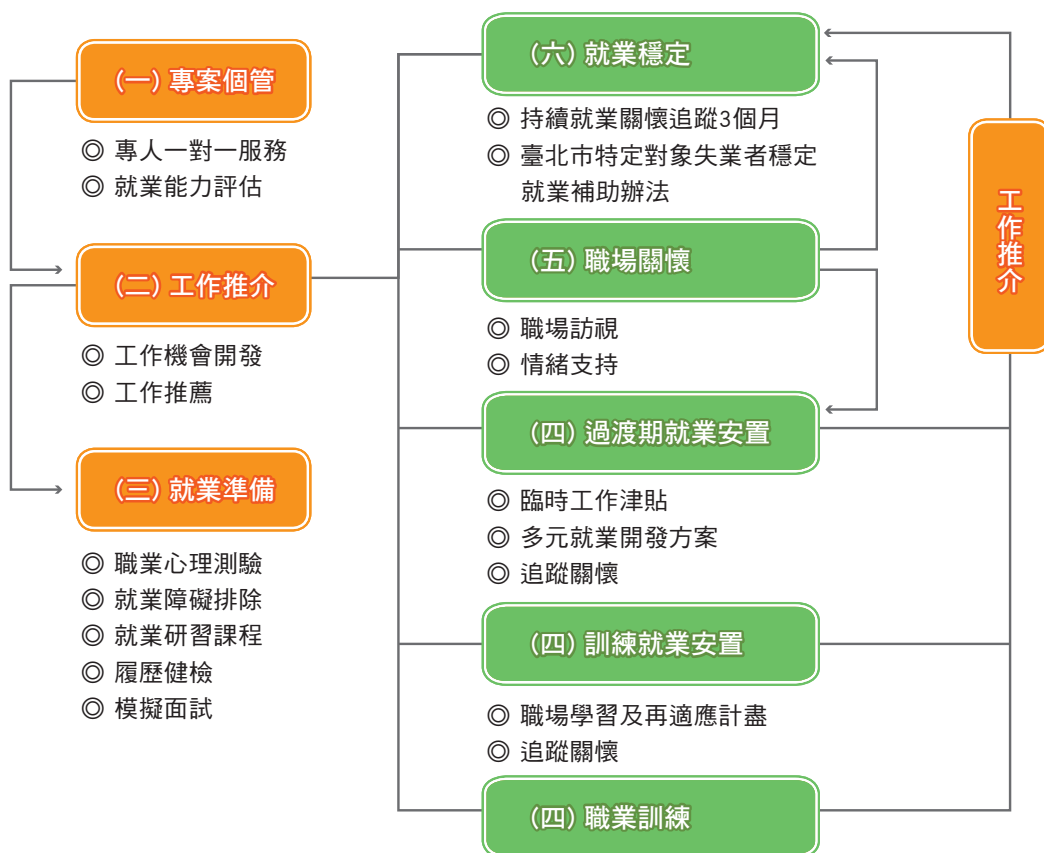 (一) 專案個管
◎ 專人一對一服務
◎ 就業能力評估
(二) 工作推介
◎ 工作機會開發
◎ 工作推薦
(三) 就業準備
◎ 職業心理測驗
◎ 就業障礙排除
◎ 就業研習課程
◎ 履歷健檢
◎ 模擬面試
(六) 就業穩定
◎ 持續就業關懷追蹤3個月
◎ 臺北市特定對象失業者穩定
就業補助辦法
(五) 職場關懷
◎ 職場訪視
◎ 情緒支持
(四) 過渡期就業安置
◎ 臨時工作津貼
◎ 多元就業開發方案
◎ 追蹤關懷
(四) 訓練就業安置
◎ 職場學習及再適應計盡
◎ 追蹤關懷
(四) 職業訓練
工作推介